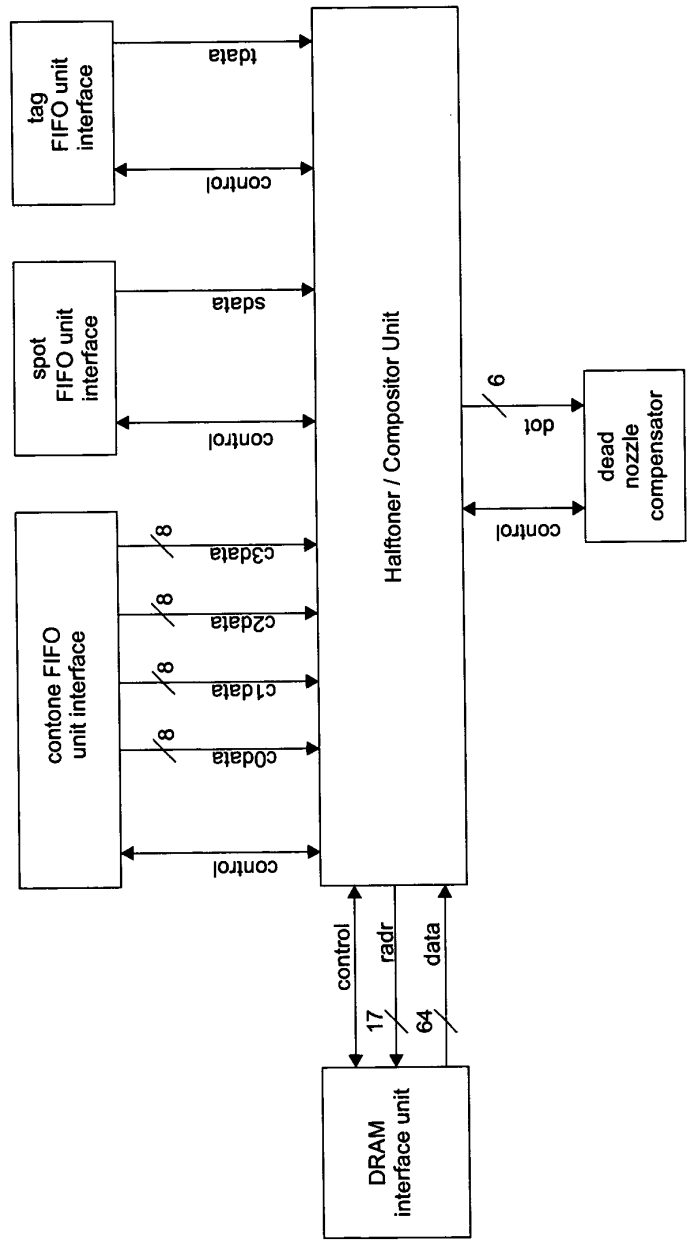 tag
FIFO unit
interface
tdata
control
spot
FIFO unit
interface
sdata
control
contone FIFO
unit interface
8
c3data
8
c2data
8
c1data
8
c0data
control
Halftoner / Compositor Unit
6
dot
control
dead
nozzle
compensator
control
radr
17
data
64
DRAM
interface unit